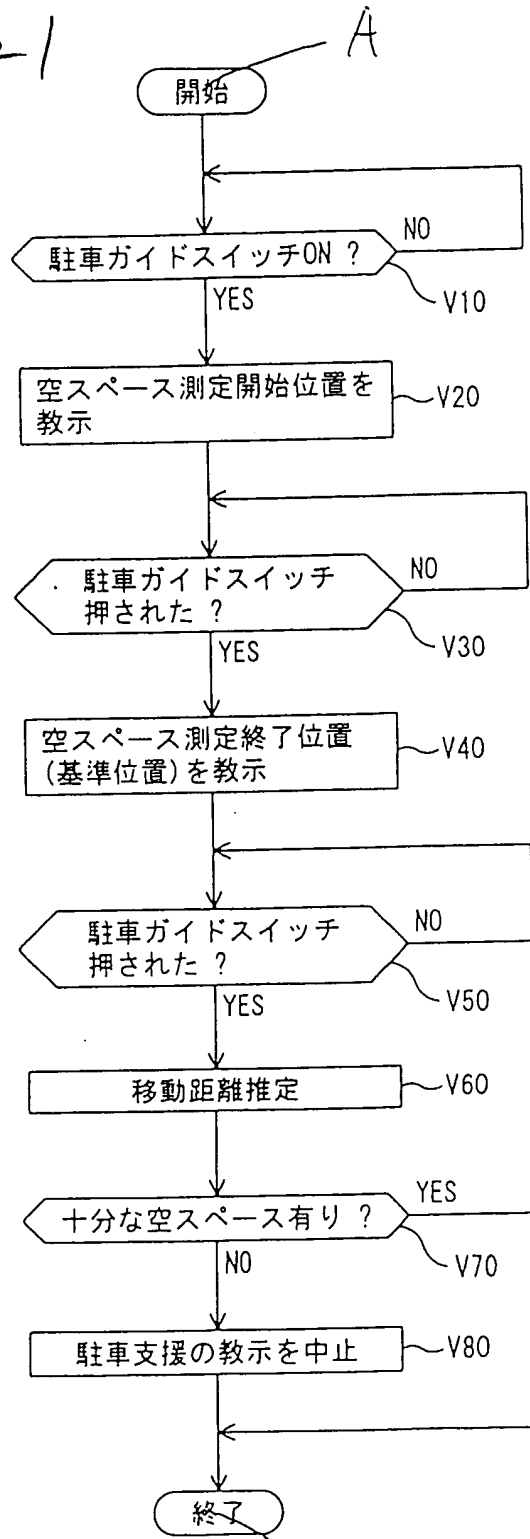 A
開始
駐車ガイドスイッチON ?
NO
YES
V10
空スペース測定開始位置を
教示
V20
駐車ガイドスイッチ
押された ?
NO
YES
V30
空スペース測定終了位置
(基準位置)を教示
V40
駐車ガイドスイッチ
押された ?
NO
YES
V50
移動距離推定
V60
十分な空スペース有り ?
YES
NO
V70
駐車支援の教示を中止
V80
終了